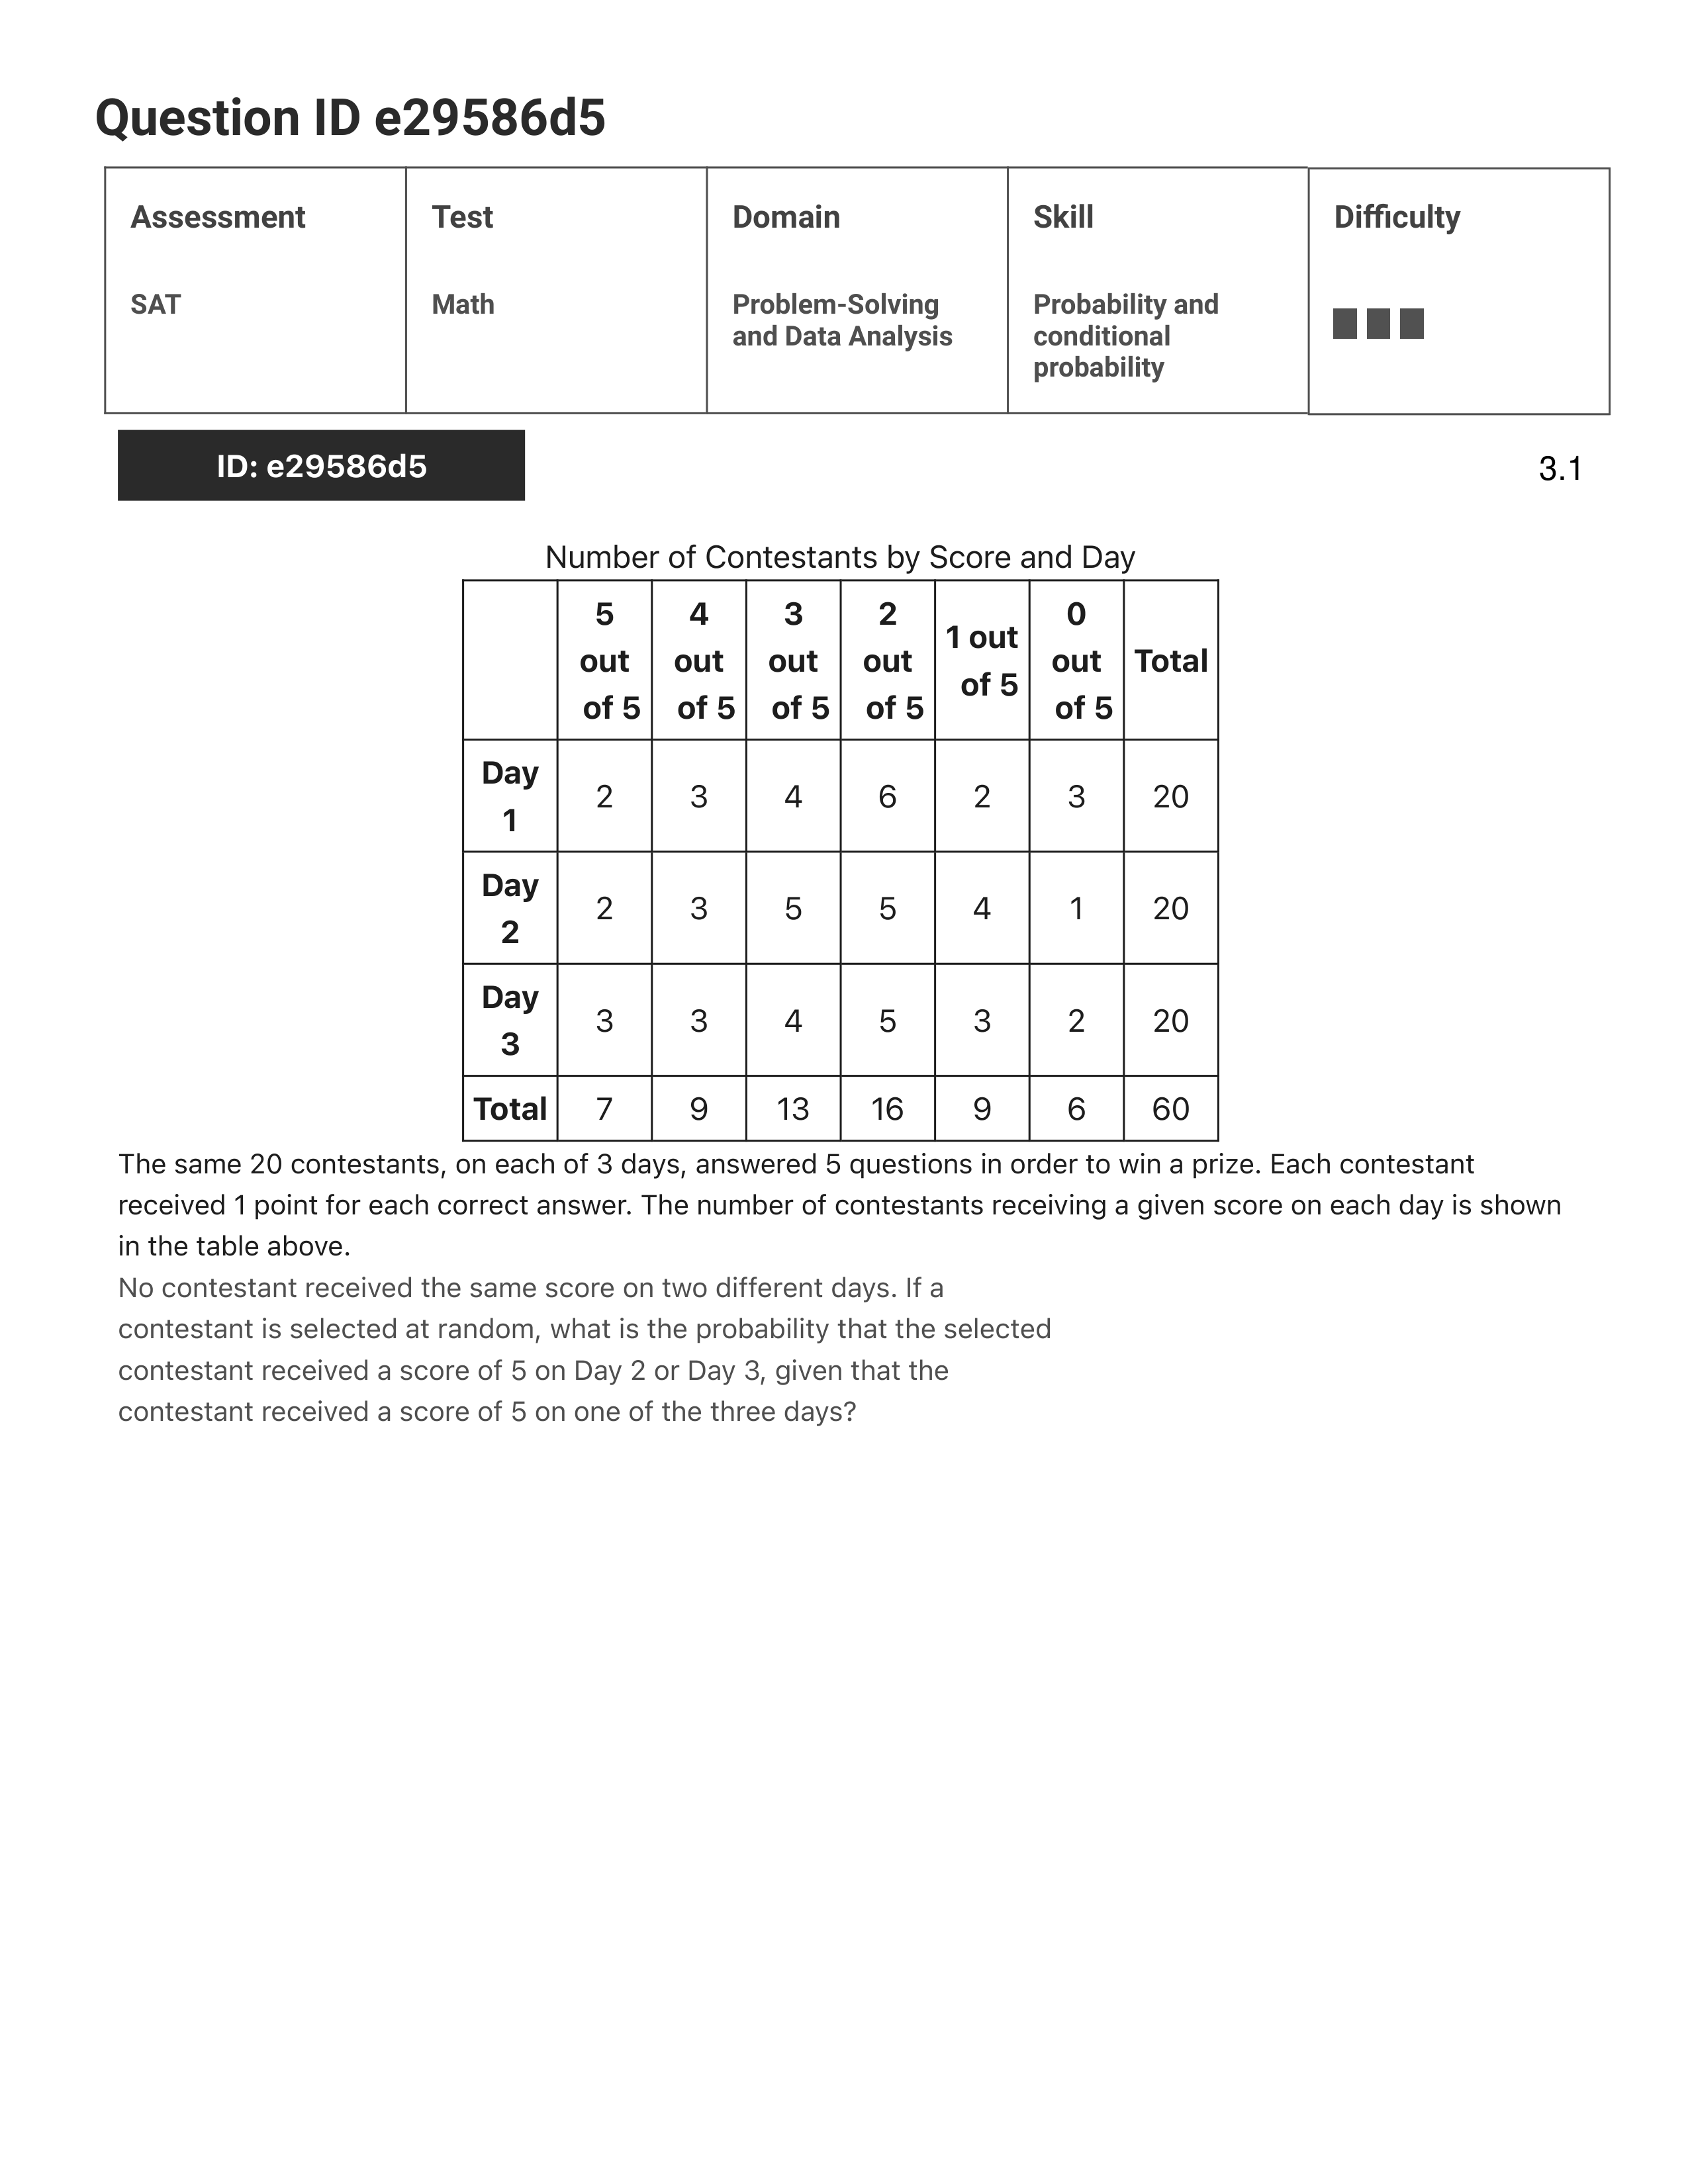 Question ID e29586d5
Assessment Test Domain Skill Difficulty
SAT Math Problem-Solving and Data Analysis Probability and conditional probability
ID: e29586d5 3.1
Number of Contestants by Score and Day
5 out of 5 4 out of 5 3 out of 5 2 out of 5 1 out of 5 0 out of 5 Total
Day 1 2 3 4 6 2 3 20
Day 2 2 3 5 5 4 1 20
Day 3 3 3 4 5 3 2 20
Total 7 9 13 16 9 6 60
The same 20 contestants, on each of 3 days, answered 5 questions in order to win a prize. Each contestant
received 1 point for each correct answer. The number of contestants receiving a given score on each day is shown
in the table above.
No contestant received the same score on two different days. If a
contestant is selected at random, what is the probability that the selected
contestant received a score of 5 on Day 2 or Day 3, given that the
contestant received a score of 5 on one of the three days?